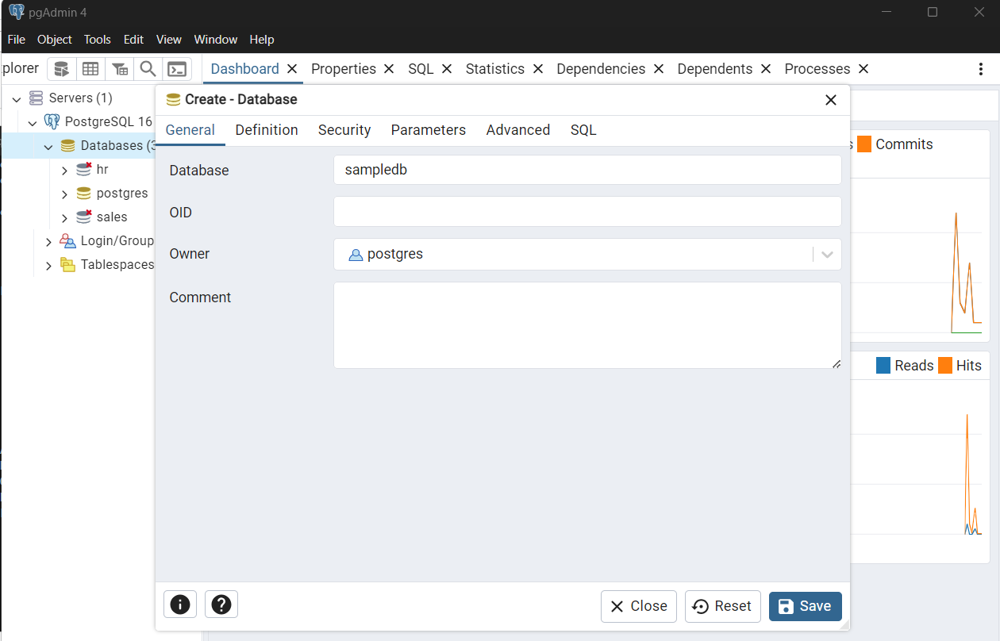 pgAdmin 4
File Object Tools Edit View Window Help
plorer Dashboard Properties SQL Statistics Dependencies Dependents Processes
Servers (1)
PostgreSQL 16
Databases (3
hr
postgres
sales
Login/Group
Tablespaces
Create - Database
General Definition Security Parameters Advanced SQL
Database sampledb
OID
Owner postgres
Comment
s Commits
Reads Hits
Close Reset Save